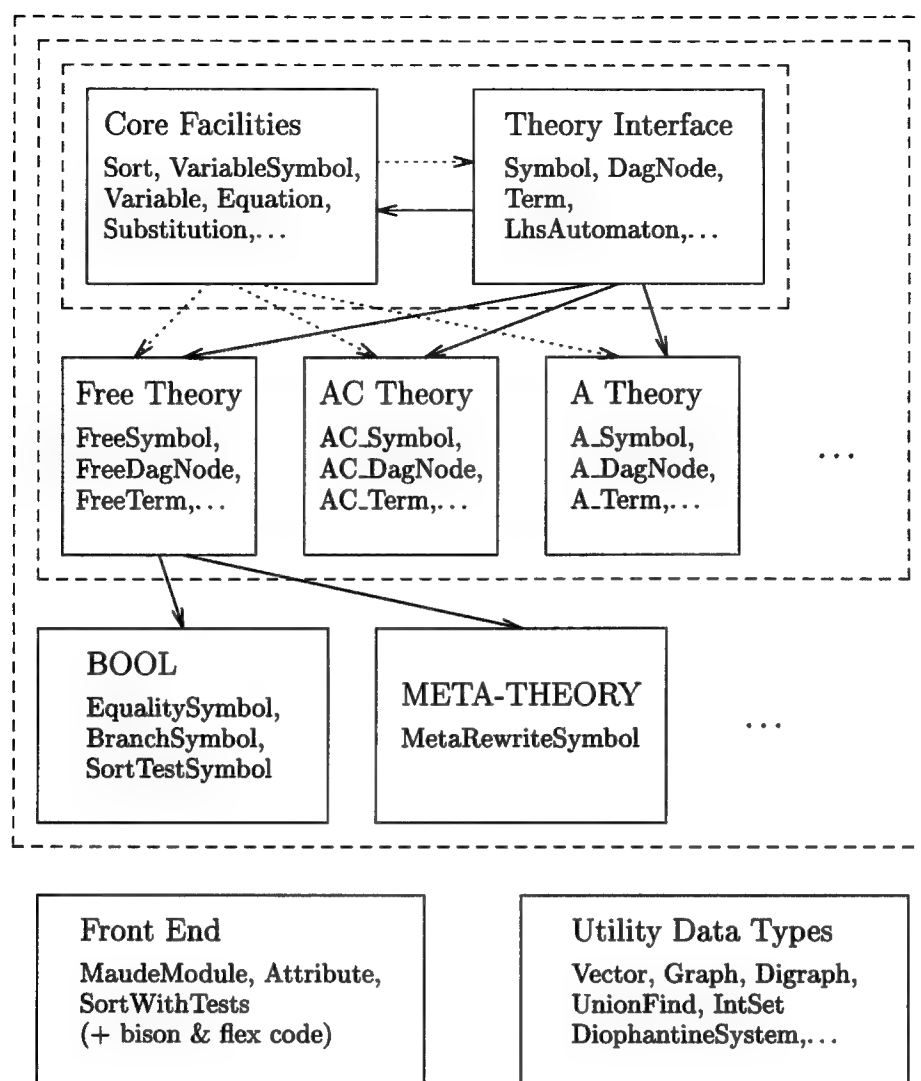 Core Facilities
Sort, VariableSymbol,
Variable, Equation,
Substitution,...
Theory Interface
Symbol, DagNode,
Term,
LhsAutomaton,...
Free Theory
FreeSymbol,
FreeDagNode,
FreeTerm,...
AC Theory
AC_Symbol,
AC_DagNode,
AC_Term,...
A Theory
A_Symbol,
A_DagNode,
A_Term,...
...
BOOL
EqualitySymbol,
BranchSymbol,
SortTestSymbol
META-THEORY
MetaRewriteSymbol
...
Front End
MaudeModule, Attribute,
SortWithTests
(+ bison & flex code)
Utility Data Types
Vector, Graph, Digraph,
UnionFind, IntSet
DiophantineSystem,...